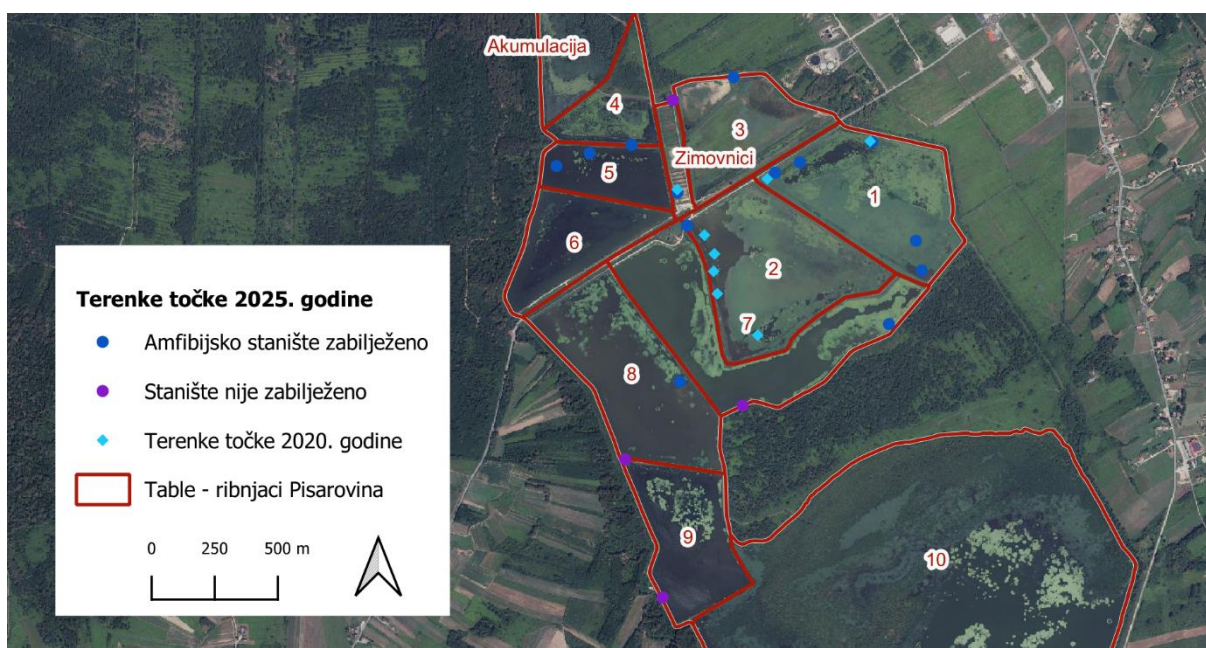 Akumulacija
4
3
Zimovnici
5
1
6
2
7
8
9
10
Terenke točke 2025. godine
Amfibijsko stanište zabilježeno
Stanište nije zabilježeno
Terenke točke 2020. godine
Table - ribnjaci Pisarovina
0 250 500 m